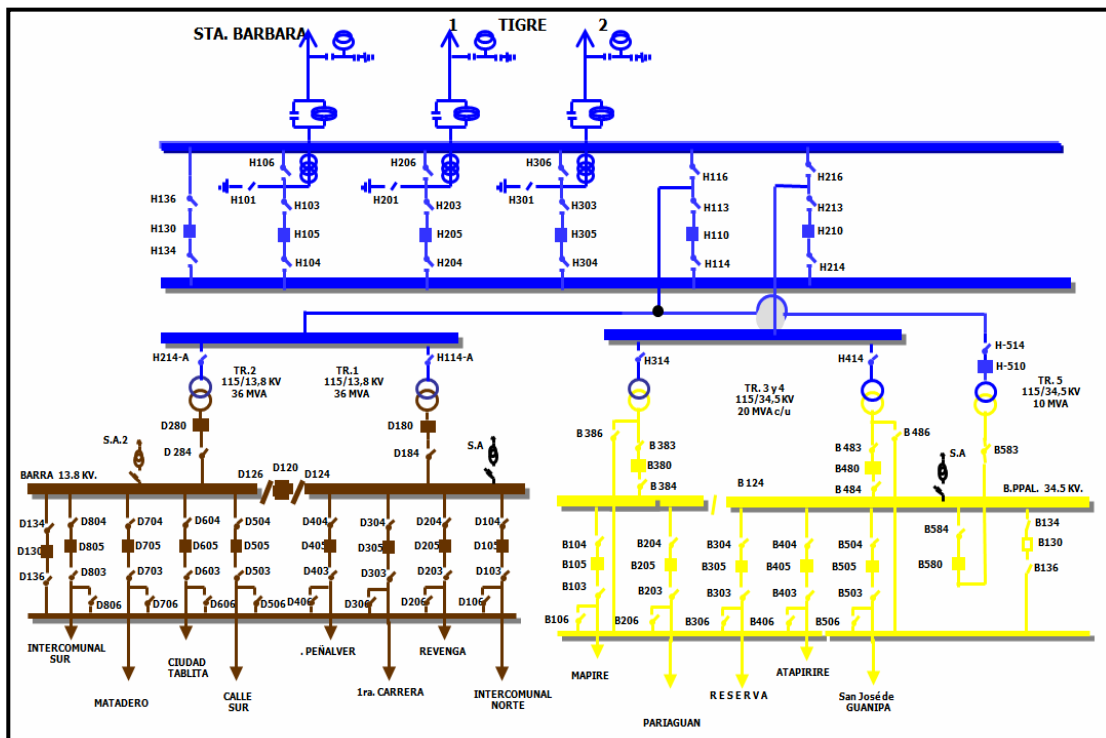 STA. BARBARA
1 TIGRE 2
H106
H206
H306
H116
H216
H136
H101
H103
H201
H203
H301
H303
H113
H213
H130
H105
H205
H305
H110
H210
H134
H104
H204
H304
H114
H214
H214-A
TR.2
115/13,8 KV
36 MVA
TR.1
115/13,8 KV
36 MVA
H114-A
H314
TR. 3 y 4
115/34,5 KV
20 MVA c/u
H414
H-514
H-510
TR. 5
115/34,5 KV
10 MVA
D280
D 284
S.A.2
D180
D184
S.A
B 386
B 383
B380
B 384
B 483
B480
B 484
B 486
S.A
B583
BARRA 13.8 KV.
D126
D120
D124
B 124
B.PPAL. 34.5 KV.
D134
D804
D704
D604
D504
D404
D304
D204
D104
D130
D805
D705
D605
D505
D405
D305
D205
D105
D136
D803
D703
D603
D503
D403
D303
D203
D103
D806
D706
D606
D506
D406
D306
D206
D106
B104
B204
B304
B404
B504
B584
B134
B105
B205
B305
B405
B505
B580
B130
B103
B203
B303
B403
B503
B136
B106
B206
B306
B406
B506
INTERCOMUNAL
SUR
MATADERO
CIUDAD
TABLITA
CALLE
SUR
. PEÑALVER
1ra. CARRERA
REVENGA
INTERCOMUNAL
NORTE
MAPIRE
PARIAGUAN
R E S E R V A
ATAPIRIRE
San José de
GUANIPA